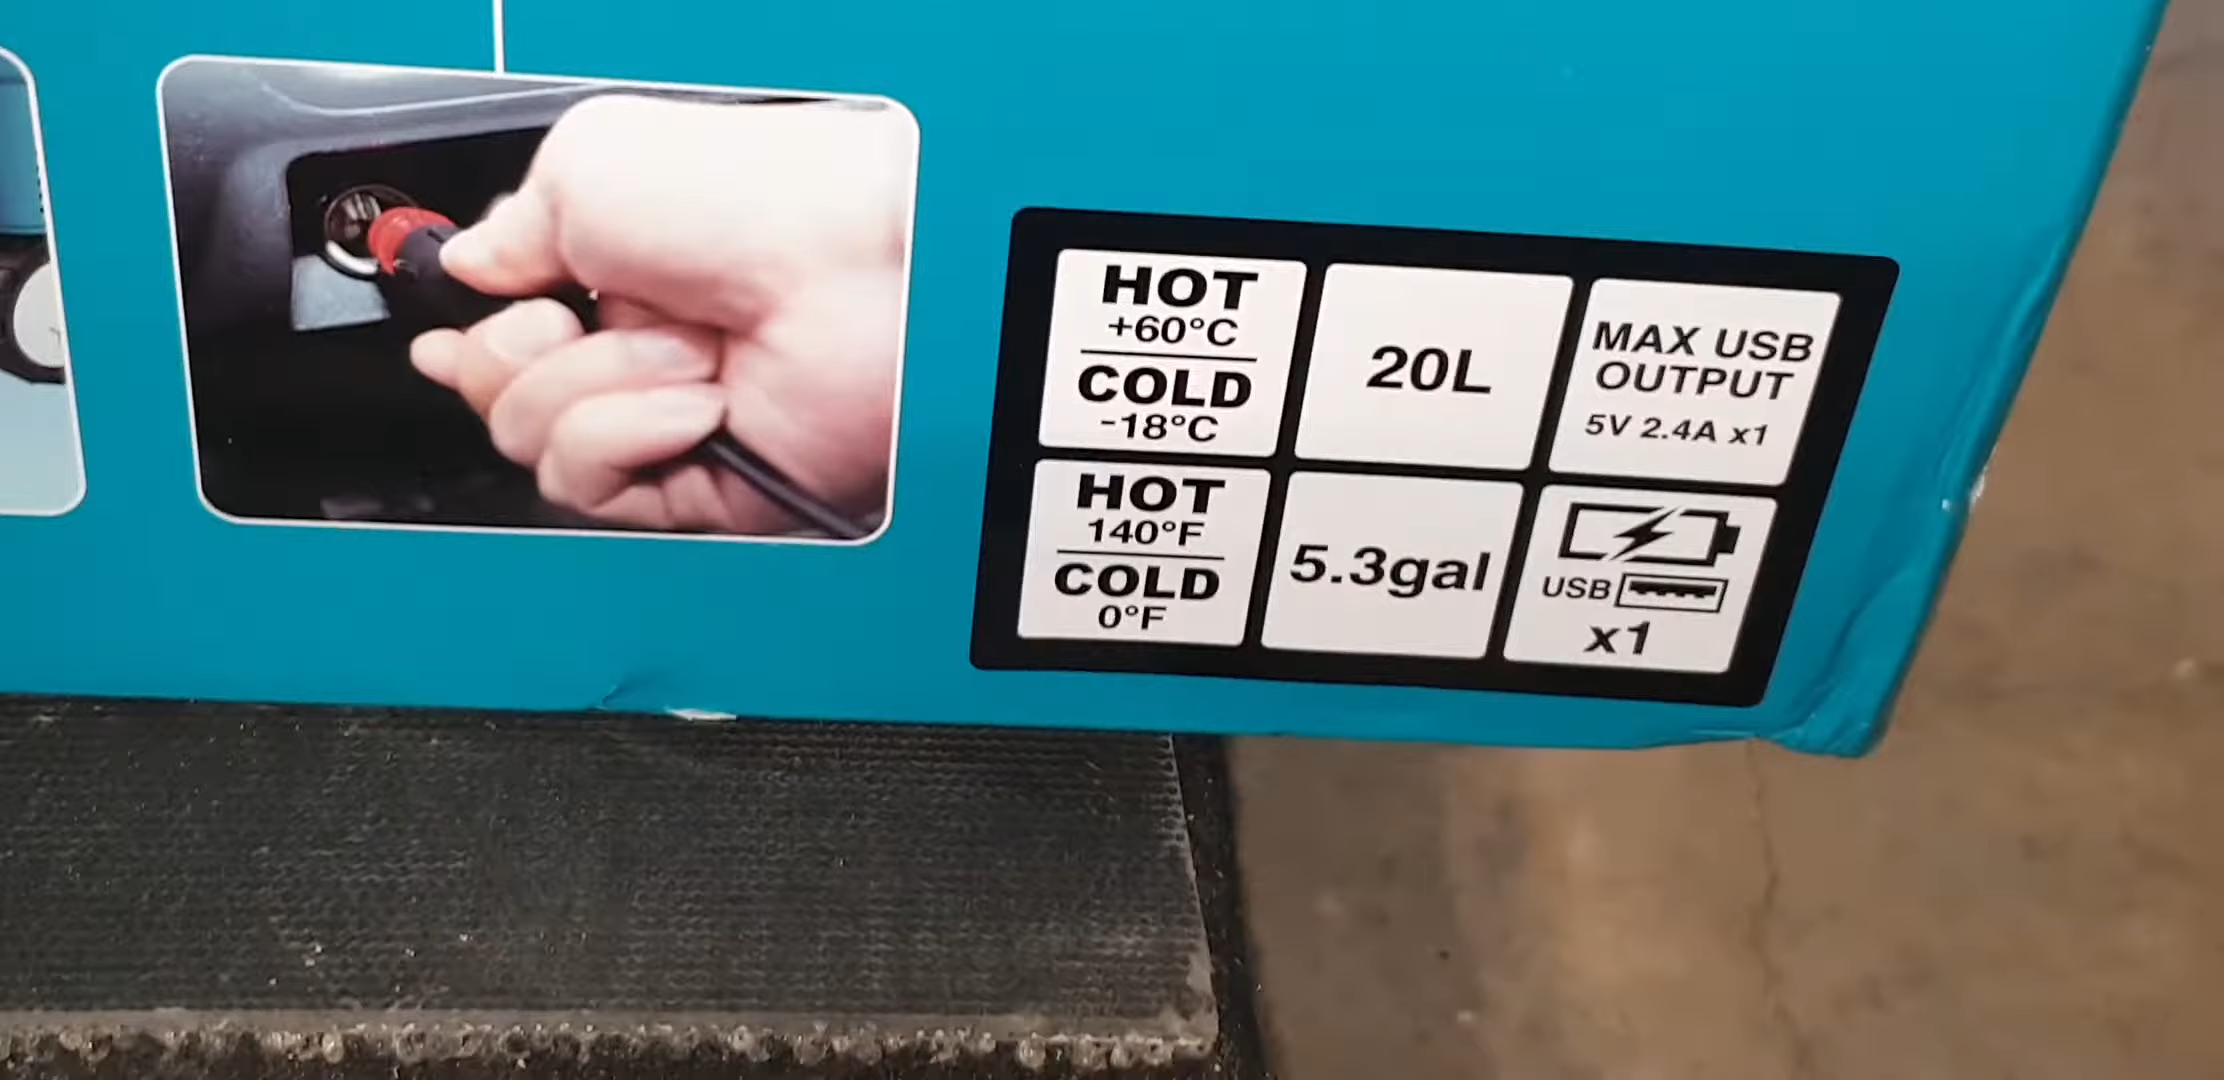 HOT
+60°C
COLD
-18°C
20L
MAX USB
OUTPUT
5V 2.4A x1
HOT
140°F
COLD
0°F
5.3gal
USB
x1